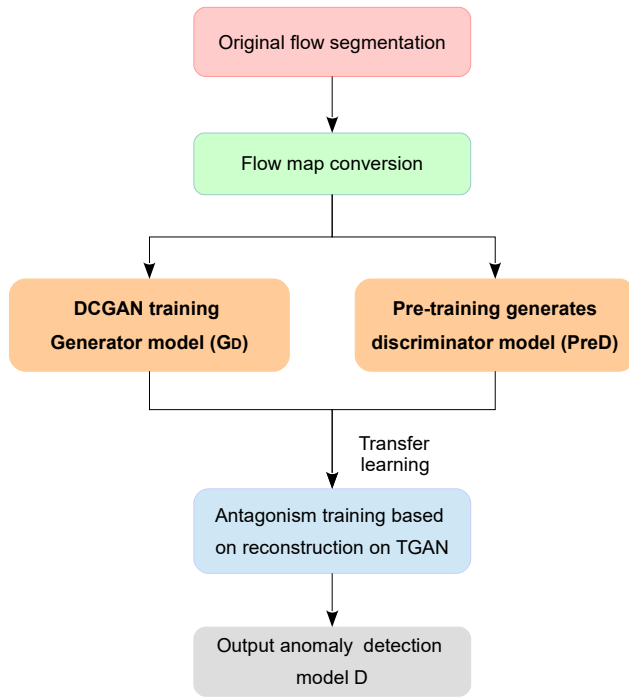 Original flow segmentation
Flow map conversion
DCGAN training
Generator model (GD)
Pre-training generates
discriminator model (PreD)
Transfer
learning
Antagonism training based
on reconstruction on TGAN
Output anomaly detection
model D